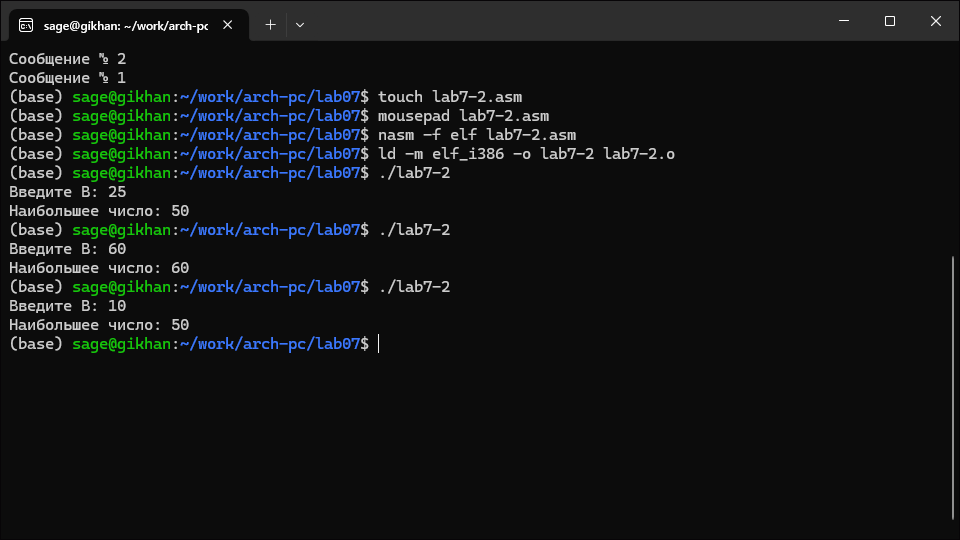 sage@gikhan: ~/work/arch-pc
Сообщение № 2
Сообщение № 1
(base) sage@gikhan:~/work/arch-pc/lab07$ touch lab7-2.asm
(base) sage@gikhan:~/work/arch-pc/lab07$ mousepad lab7-2.asm
(base) sage@gikhan:~/work/arch-pc/lab07$ nasm -f elf lab7-2.asm
(base) sage@gikhan:~/work/arch-pc/lab07$ ld -m elf_i386 -o lab7-2 lab7-2.o
(base) sage@gikhan:~/work/arch-pc/lab07$ ./lab7-2
Введите B: 25
Наибольшее число: 50
(base) sage@gikhan:~/work/arch-pc/lab07$ ./lab7-2
Введите B: 60
Наибольшее число: 60
(base) sage@gikhan:~/work/arch-pc/lab07$ ./lab7-2
Введите B: 10
Наибольшее число: 50
(base) sage@gikhan:~/work/arch-pc/lab07$